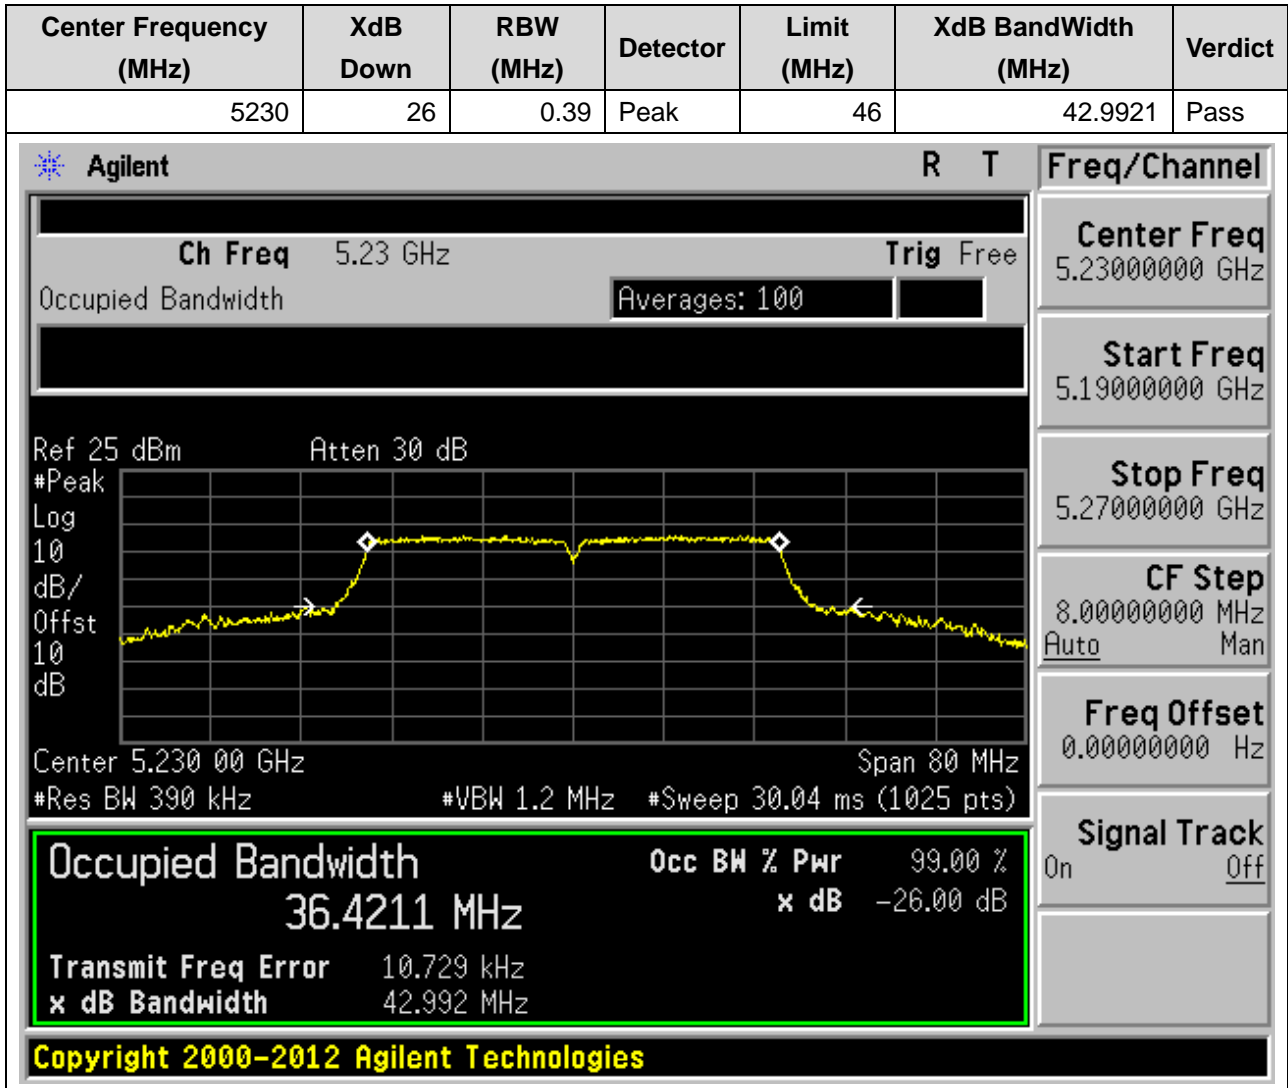 Center Frequency (MHz) XdB Down RBW (MHz) Detector Limit (MHz) XdB BandWidth (MHz) Verdict
5230 26 0.39 Peak 46 42.9921 Pass
Agilent R T
Ch Freq 5.23 GHz Trig Free
Occupied Bandwidth Averages: 100
Ref 25 dBm Atten 30 dB
#Peak
Log
10
dB/
Offst
10
dB
Center 5.230 00 GHz Span 80 MHz
#Res BW 390 kHz #VBW 1.2 MHz #Sweep 30.04 ms (1025 pts)
Occupied Bandwidth Occ BW % Pwr 99.00 %
36.4211 MHz x dB -26.00 dB
Transmit Freq Error 10.729 kHz
x dB Bandwidth 42.992 MHz
Copyright 2000-2012 Agilent Technologies
Freq/Channel
Center Freq
5.23000000 GHz
Start Freq
5.19000000 GHz
Stop Freq
5.27000000 GHz
CF Step
8.00000000 MHz
Auto Man
Freq Offset
0.00000000 Hz
Signal Track
On Off